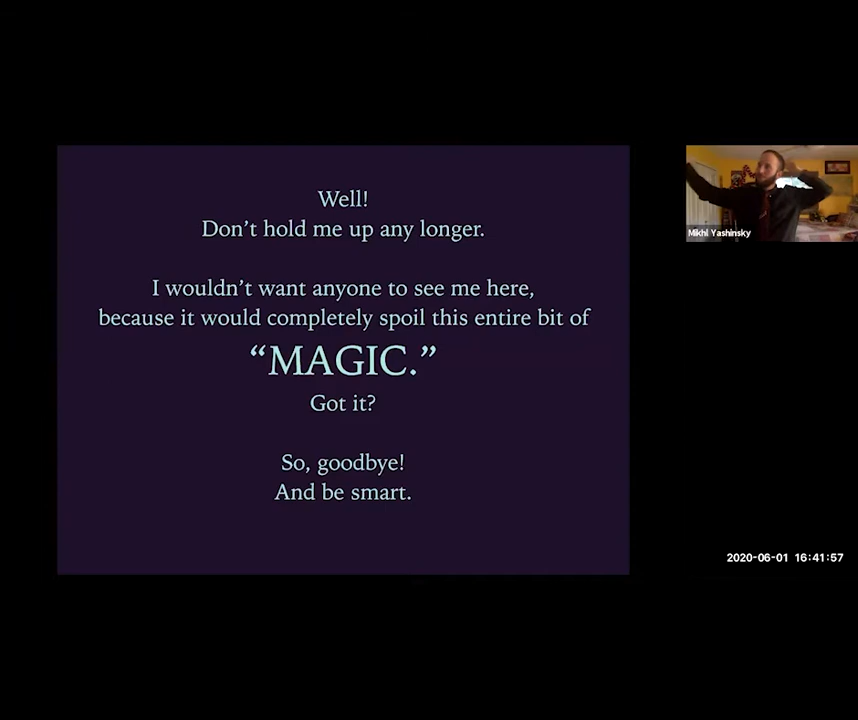 Well!
Don't hold me up any longer.
I wouldn't want anyone to see me here,
because it would completely spoil this entire bit of
“MAGIC.”
Got it?
So, goodbye!
And be smart.
Mikhl Yashinsky
2020-06-01 16:41:57